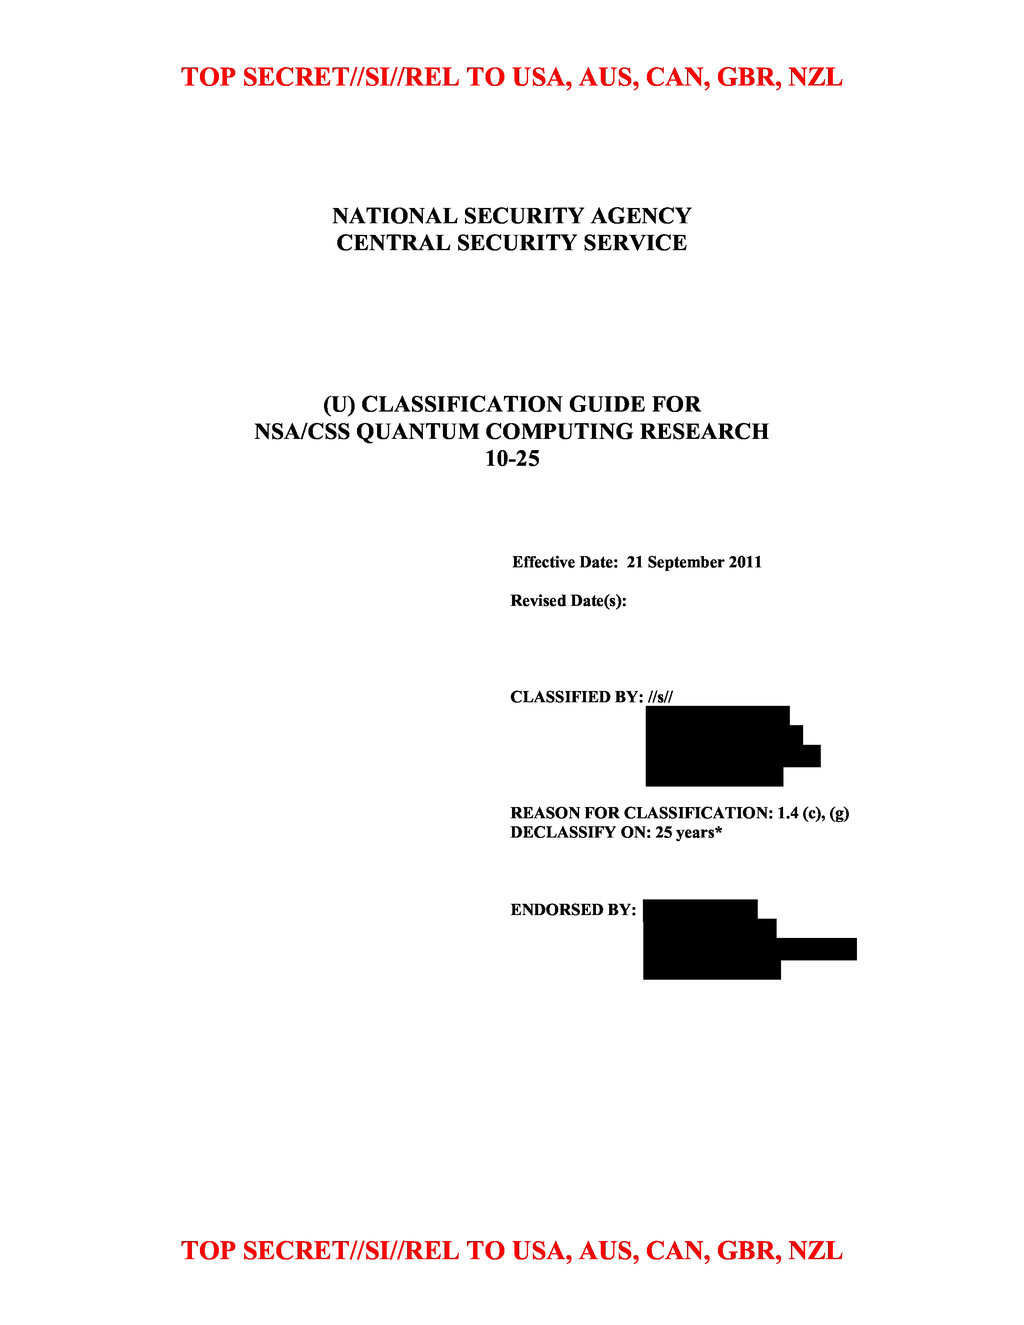 TOP SECRET//SI//REL TO USA, AUS, CAN, GBR, NZL
NATIONAL SECURITY AGENCY
CENTRAL SECURITY SERVICE
(U) CLASSIFICATION GUIDE FOR
NSA/CSS QUANTUM COMPUTING RESEARCH
10-25
Effective Date: 21 September 2011
Revised Date(s):
CLASSIFIED BY: //s//
REASON FOR CLASSIFICATION: 1.4 (c), (g)
DECLASSIFY ON: 25 years*
ENDORSED BY:
TOP SECRET//SI//REL TO USA, AUS, CAN, GBR, NZL